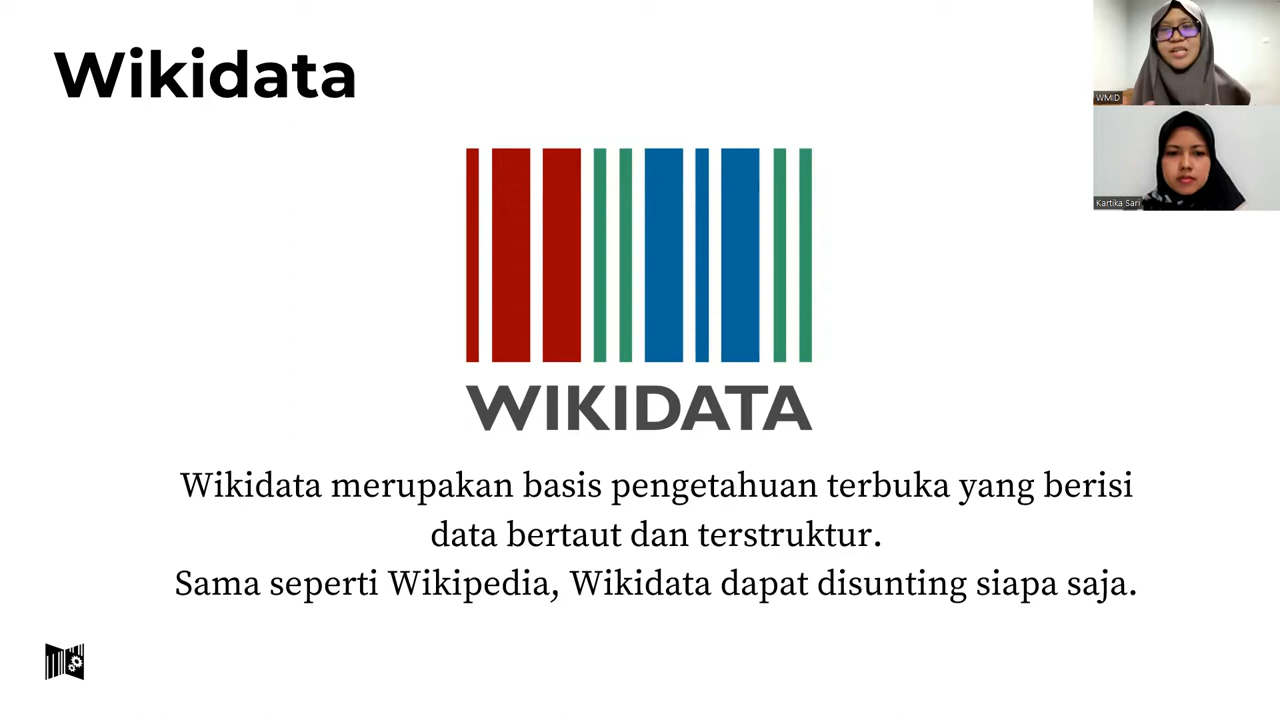 Wikidata
WMID
Kartika Sari
WIKIDATA
Wikidata merupakan basis pengetahuan terbuka yang berisi
data bertaut dan terstruktur.
Sama seperti Wikipedia, Wikidata dapat disunting siapa saja.